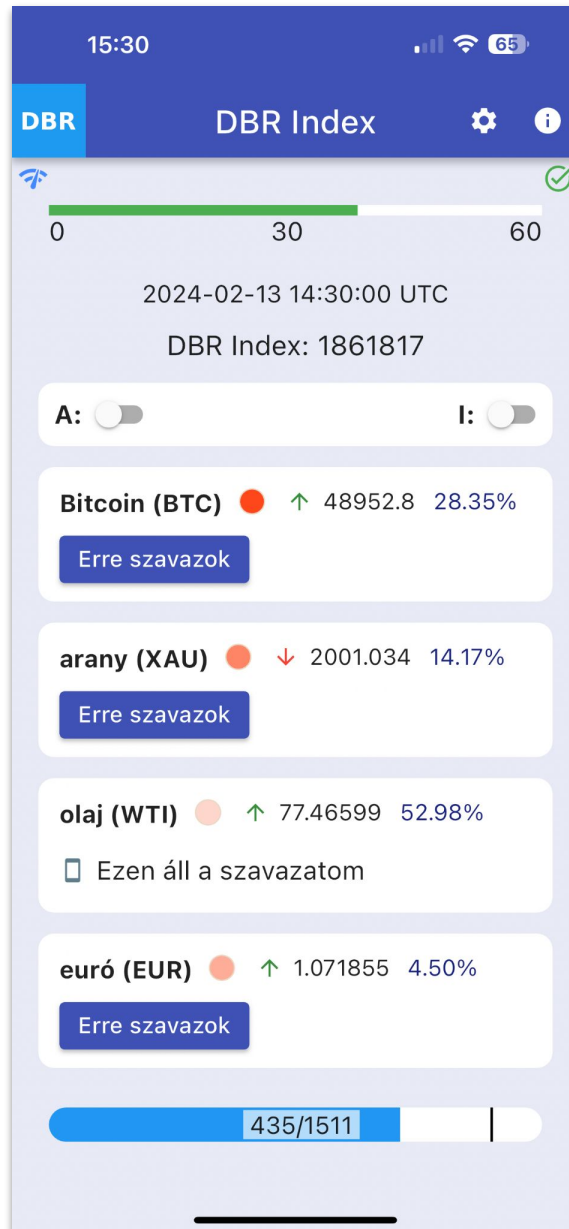 15:30 65
DBR DBR Index
0 30 60
2024-02-13 14:30:00 UTC
DBR Index: 1861817
A: I:
Bitcoin (BTC) ↑ 48952.8 28.35%
Erre szavazok
arany (XAU) ↓ 2001.034 14.17%
Erre szavazok
olaj (WTI) ↑ 77.46599 52.98%
Ezen áll a szavazatom
euró (EUR) ↑ 1.071855 4.50%
Erre szavazok
435/1511